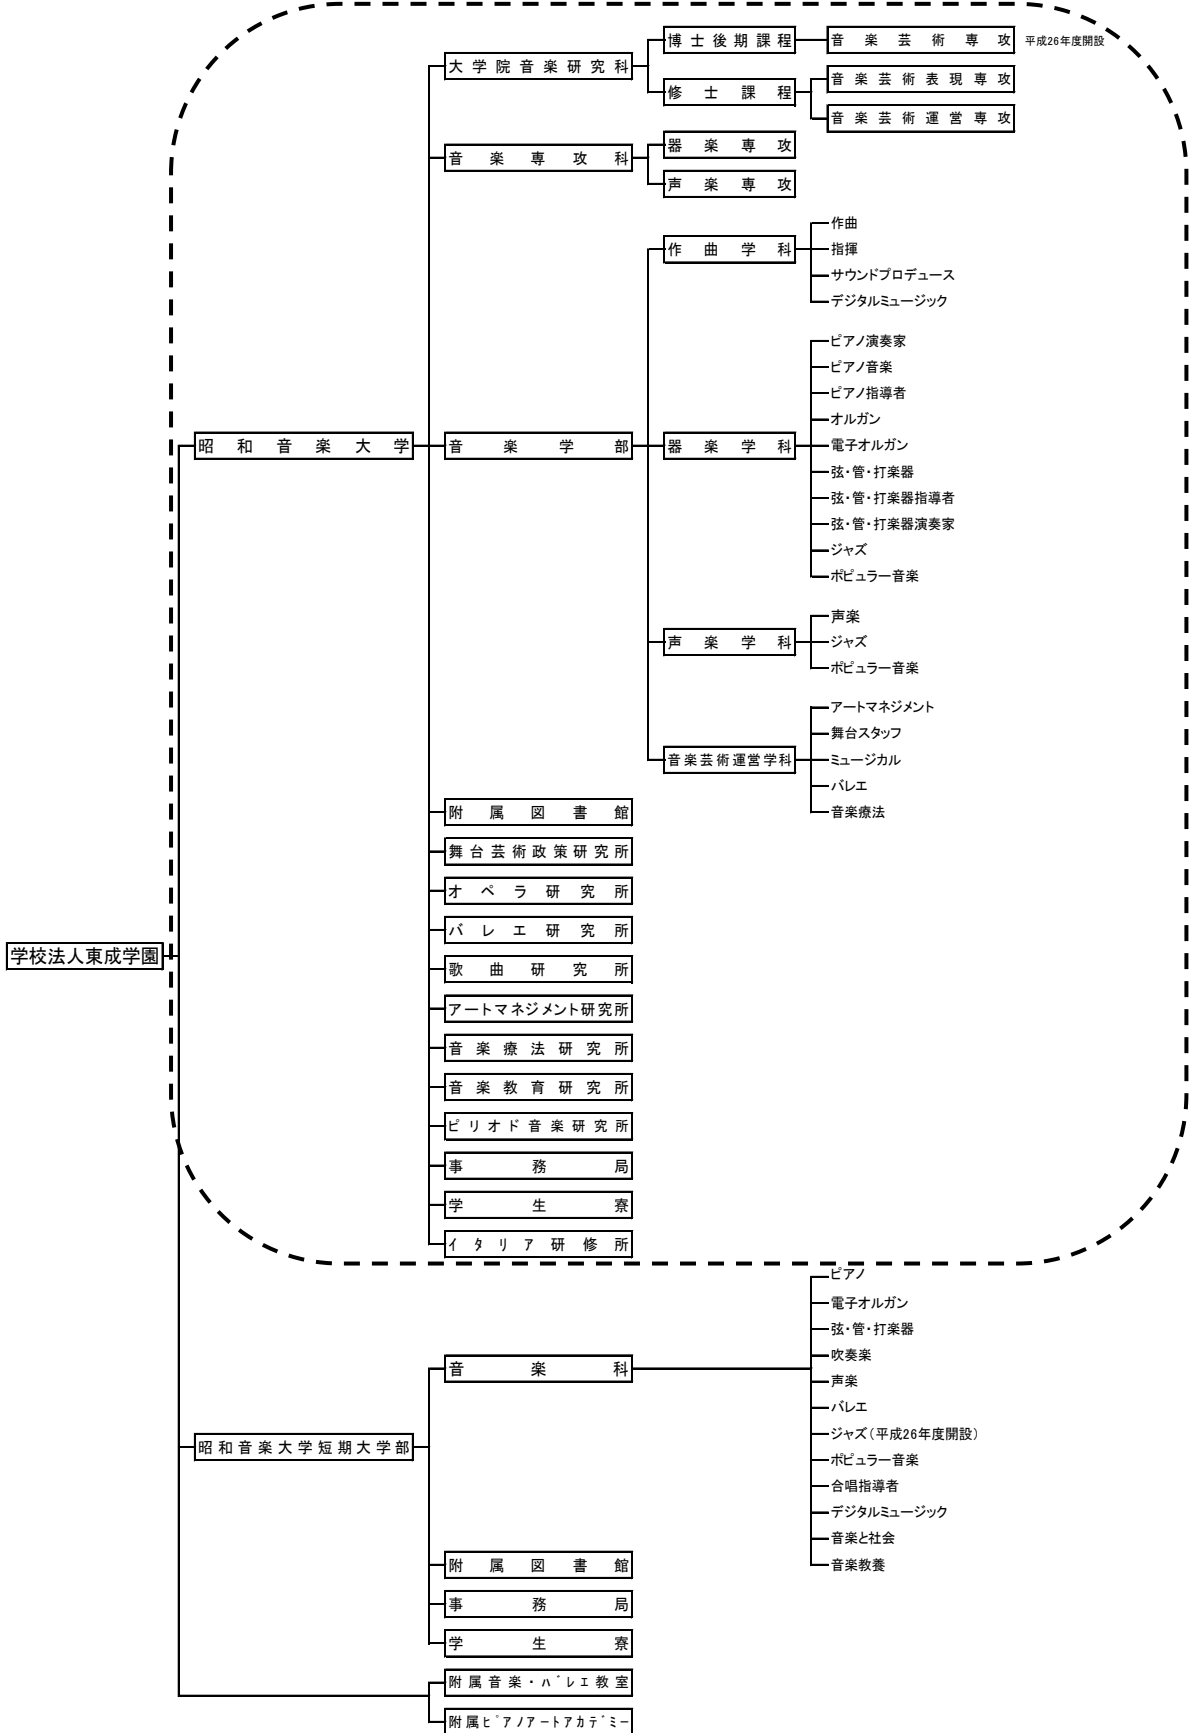 博士後期課程
音楽芸術専攻
平成26年度開設
大学院音楽研究科
修士課程
音楽芸術表現専攻
音楽芸術運営専攻
音楽専攻科
器楽専攻
声楽専攻
作曲学科
作曲
指揮
サウンドプロデュース
デジタルミュージック
昭和音楽大学
音楽学部
器楽学科
ピアノ演奏家
ピアノ音楽
ピアノ指導者
オルガン
電子オルガン
弦・管・打楽器
弦・管・打楽器指導者
弦・管・打楽器演奏家
ジャズ
ポピュラー音楽
声楽学科
声楽
ジャズ
ポピュラー音楽
音楽芸術運営学科
アートマネジメント
舞台スタッフ
ミュージカル
バレエ
音楽療法
附属図書館
舞台芸術政策研究所
オペラ研究所
バレエ研究所
学校法人東成学園
歌曲研究所
アートマネジメント研究所
音楽療法研究所
音楽教育研究所
ピリオド音楽研究所
事務局
学生寮
イタリア研修所
昭和音楽大学短期大学部
音楽科
ピアノ
電子オルガン
弦・管・打楽器
吹奏楽
声楽
バレエ
ジャズ(平成26年度開設)
ポピュラー音楽
合唱指導者
デジタルミュージック
音楽と社会
音楽教養
附属図書館
事務局
学生寮
附属音楽・バレエ教室
附属ピアノアートアカデミー